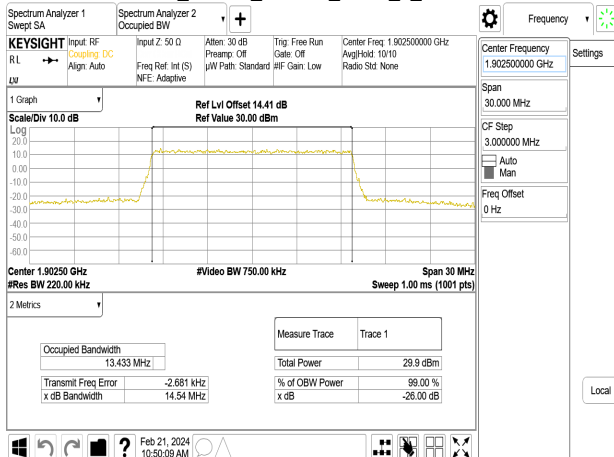 Spectrum Analyzer 1
Swept SA
Spectrum Analyzer 2
Occupied BW
Frequency
KEYSIGHT
RL
LXI
Input: RF
Coupling: DC
Align: Auto
Input Z: 50 Ω
Freq Ref: Int (S)
NFE: Adaptive
Atten: 30 dB
Preamp: Off
µW Path: Standard
Trig: Free Run
Gate: Off
#IF Gain: Low
Center Freq: 1.902500000 GHz
Avg|Hold: 10/10
Radio Std: None
Center Frequency
1.902500000 GHz
Settings
Span
30.000 MHz
CF Step
3.000000 MHz
Auto
Man
Freq Offset
0 Hz
Local
1 Graph
Scale/Div 10.0 dB
Ref Lvl Offset 14.41 dB
Ref Value 30.00 dBm
Log
20.0
10.0
0.00
-10.0
-20.0
-30.0
-40.0
-50.0
-60.0
Center 1.90250 GHz
#Res BW 220.00 kHz
#Video BW 750.00 kHz
Span 30 MHz
Sweep 1.00 ms (1001 pts)
2 Metrics
Measure Trace Trace 1
Occupied Bandwidth
13.433 MHz
Total Power 29.9 dBm
Transmit Freq Error -2.681 kHz
% of OBW Power 99.00 %
x dB Bandwidth 14.54 MHz
x dB -26.00 dB
Feb 21, 2024
10:50:09 AM